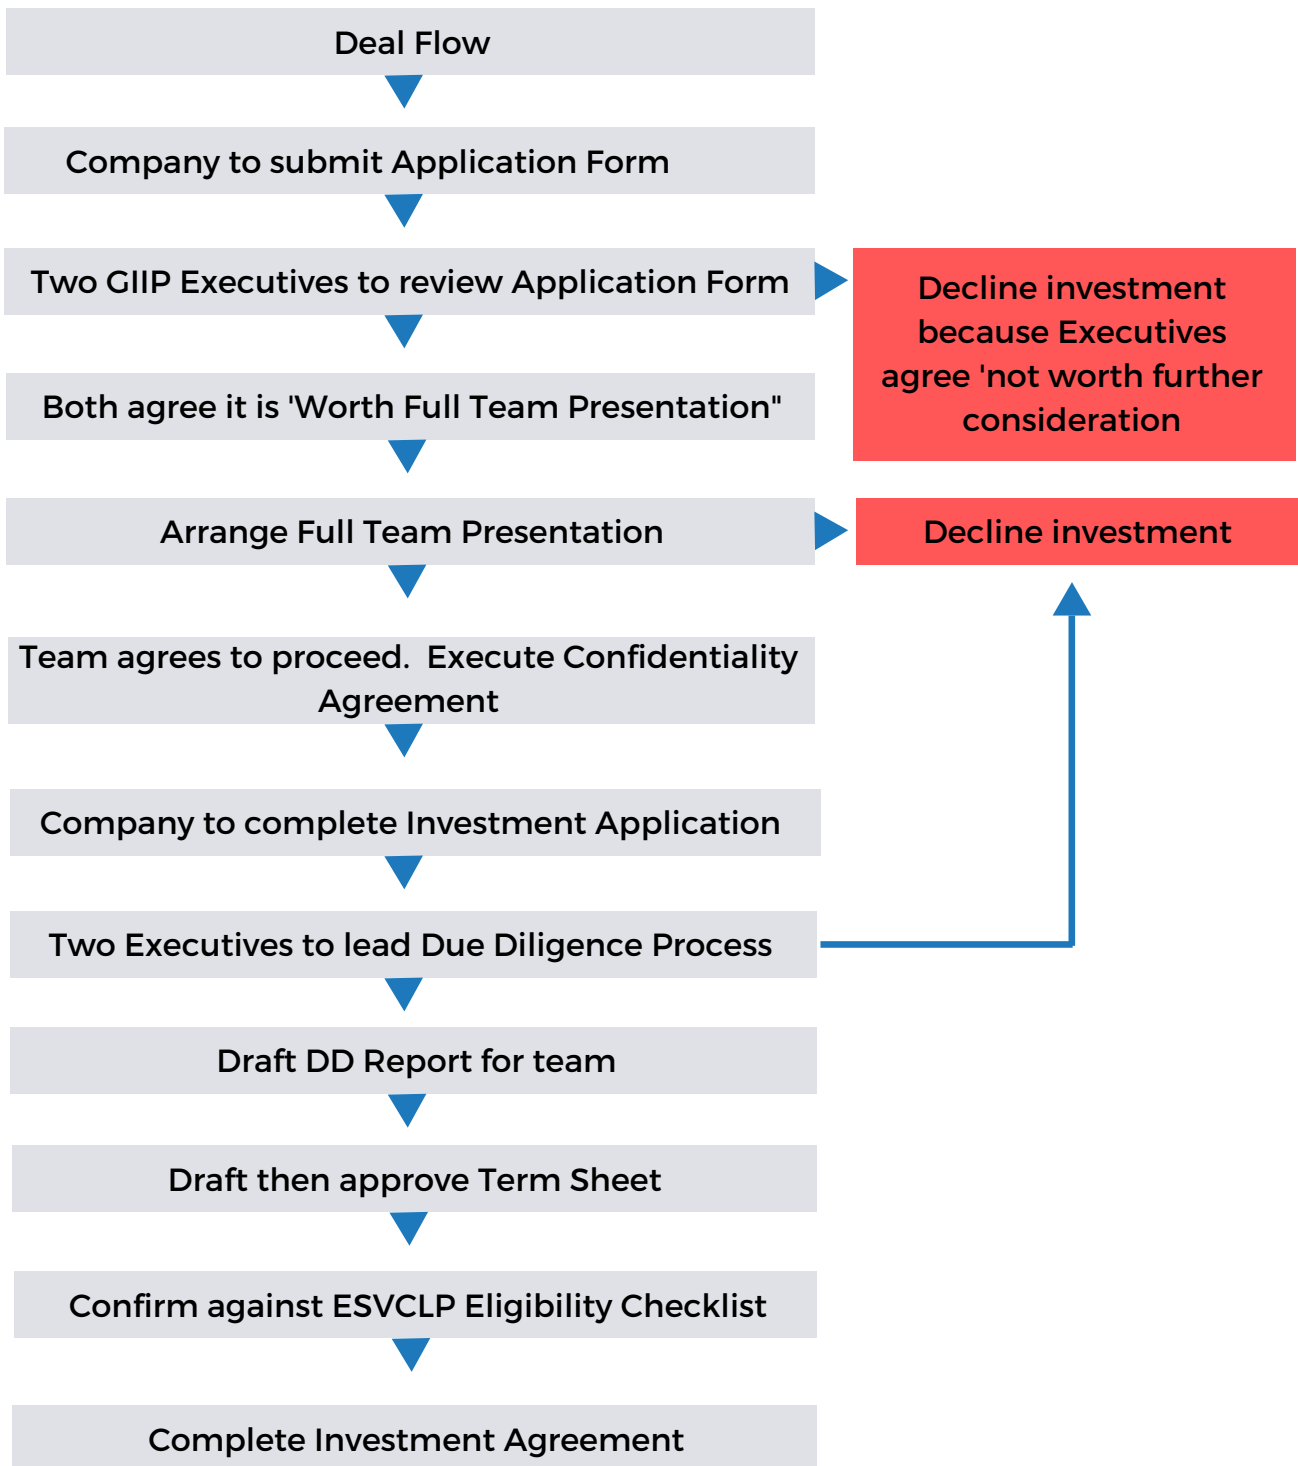 Deal Flow
Company to submit Application Form
Two GIIP Executives to review Application Form
Decline investment
because Executives
agree 'not worth further
consideration
Both agree it is 'Worth Full Team Presentation"
Arrange Full Team Presentation
Decline investment
Team agrees to proceed.  Execute Confidentiality
Agreement
Company to complete Investment Application
Two Executives to lead Due Diligence Process
Draft DD Report for team
Draft then approve Term Sheet
Confirm against ESVCLP Eligibility Checklist
Complete Investment Agreement